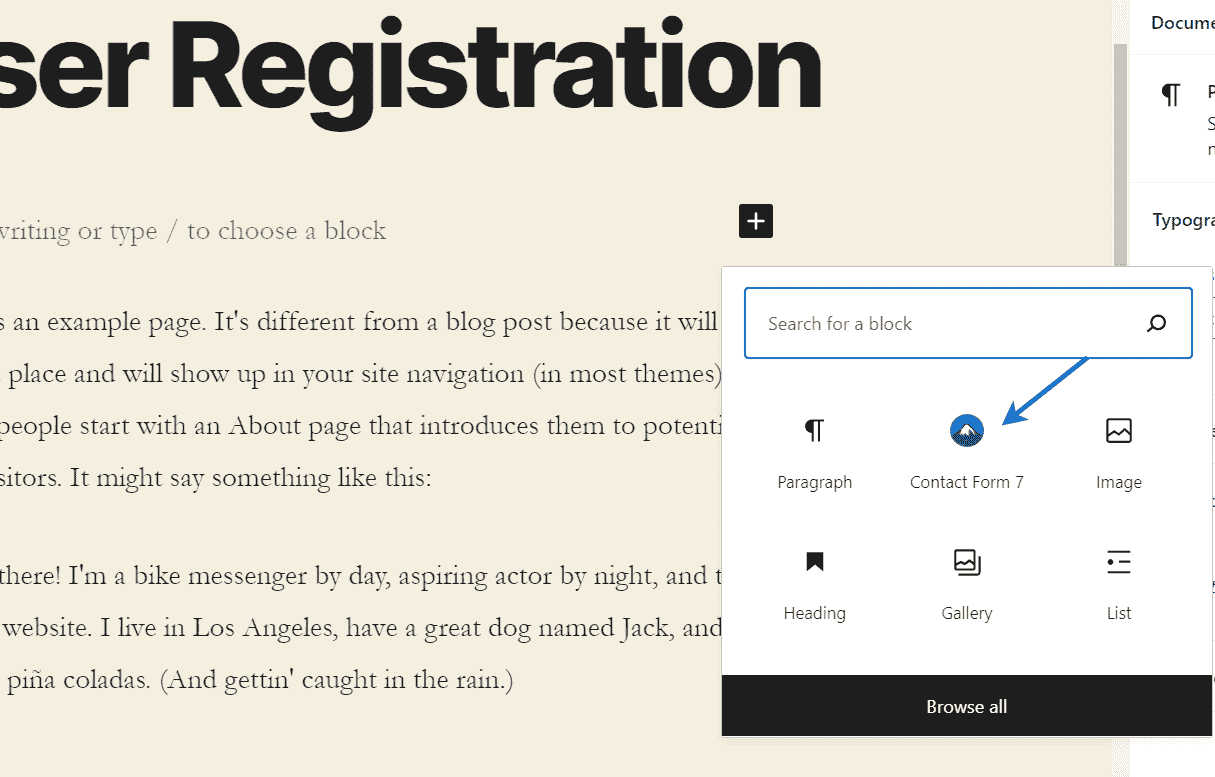 ser Registration
Docume
writing or type / to choose a block
Typogra
Search for a block
s an example page. It's different from a blog post because it will
place and will show up in your site navigation (in most themes)
people start with an About page that introduces them to potenti
sitors. It might say something like this:
Paragraph
Contact Form 7
Image
there! I'm a bike messenger by day, aspiring actor by night, and t
website. I live in Los Angeles, have a great dog named Jack, and
piña coladas. (And gettin' caught in the rain.)
Heading
Gallery
List
Browse all